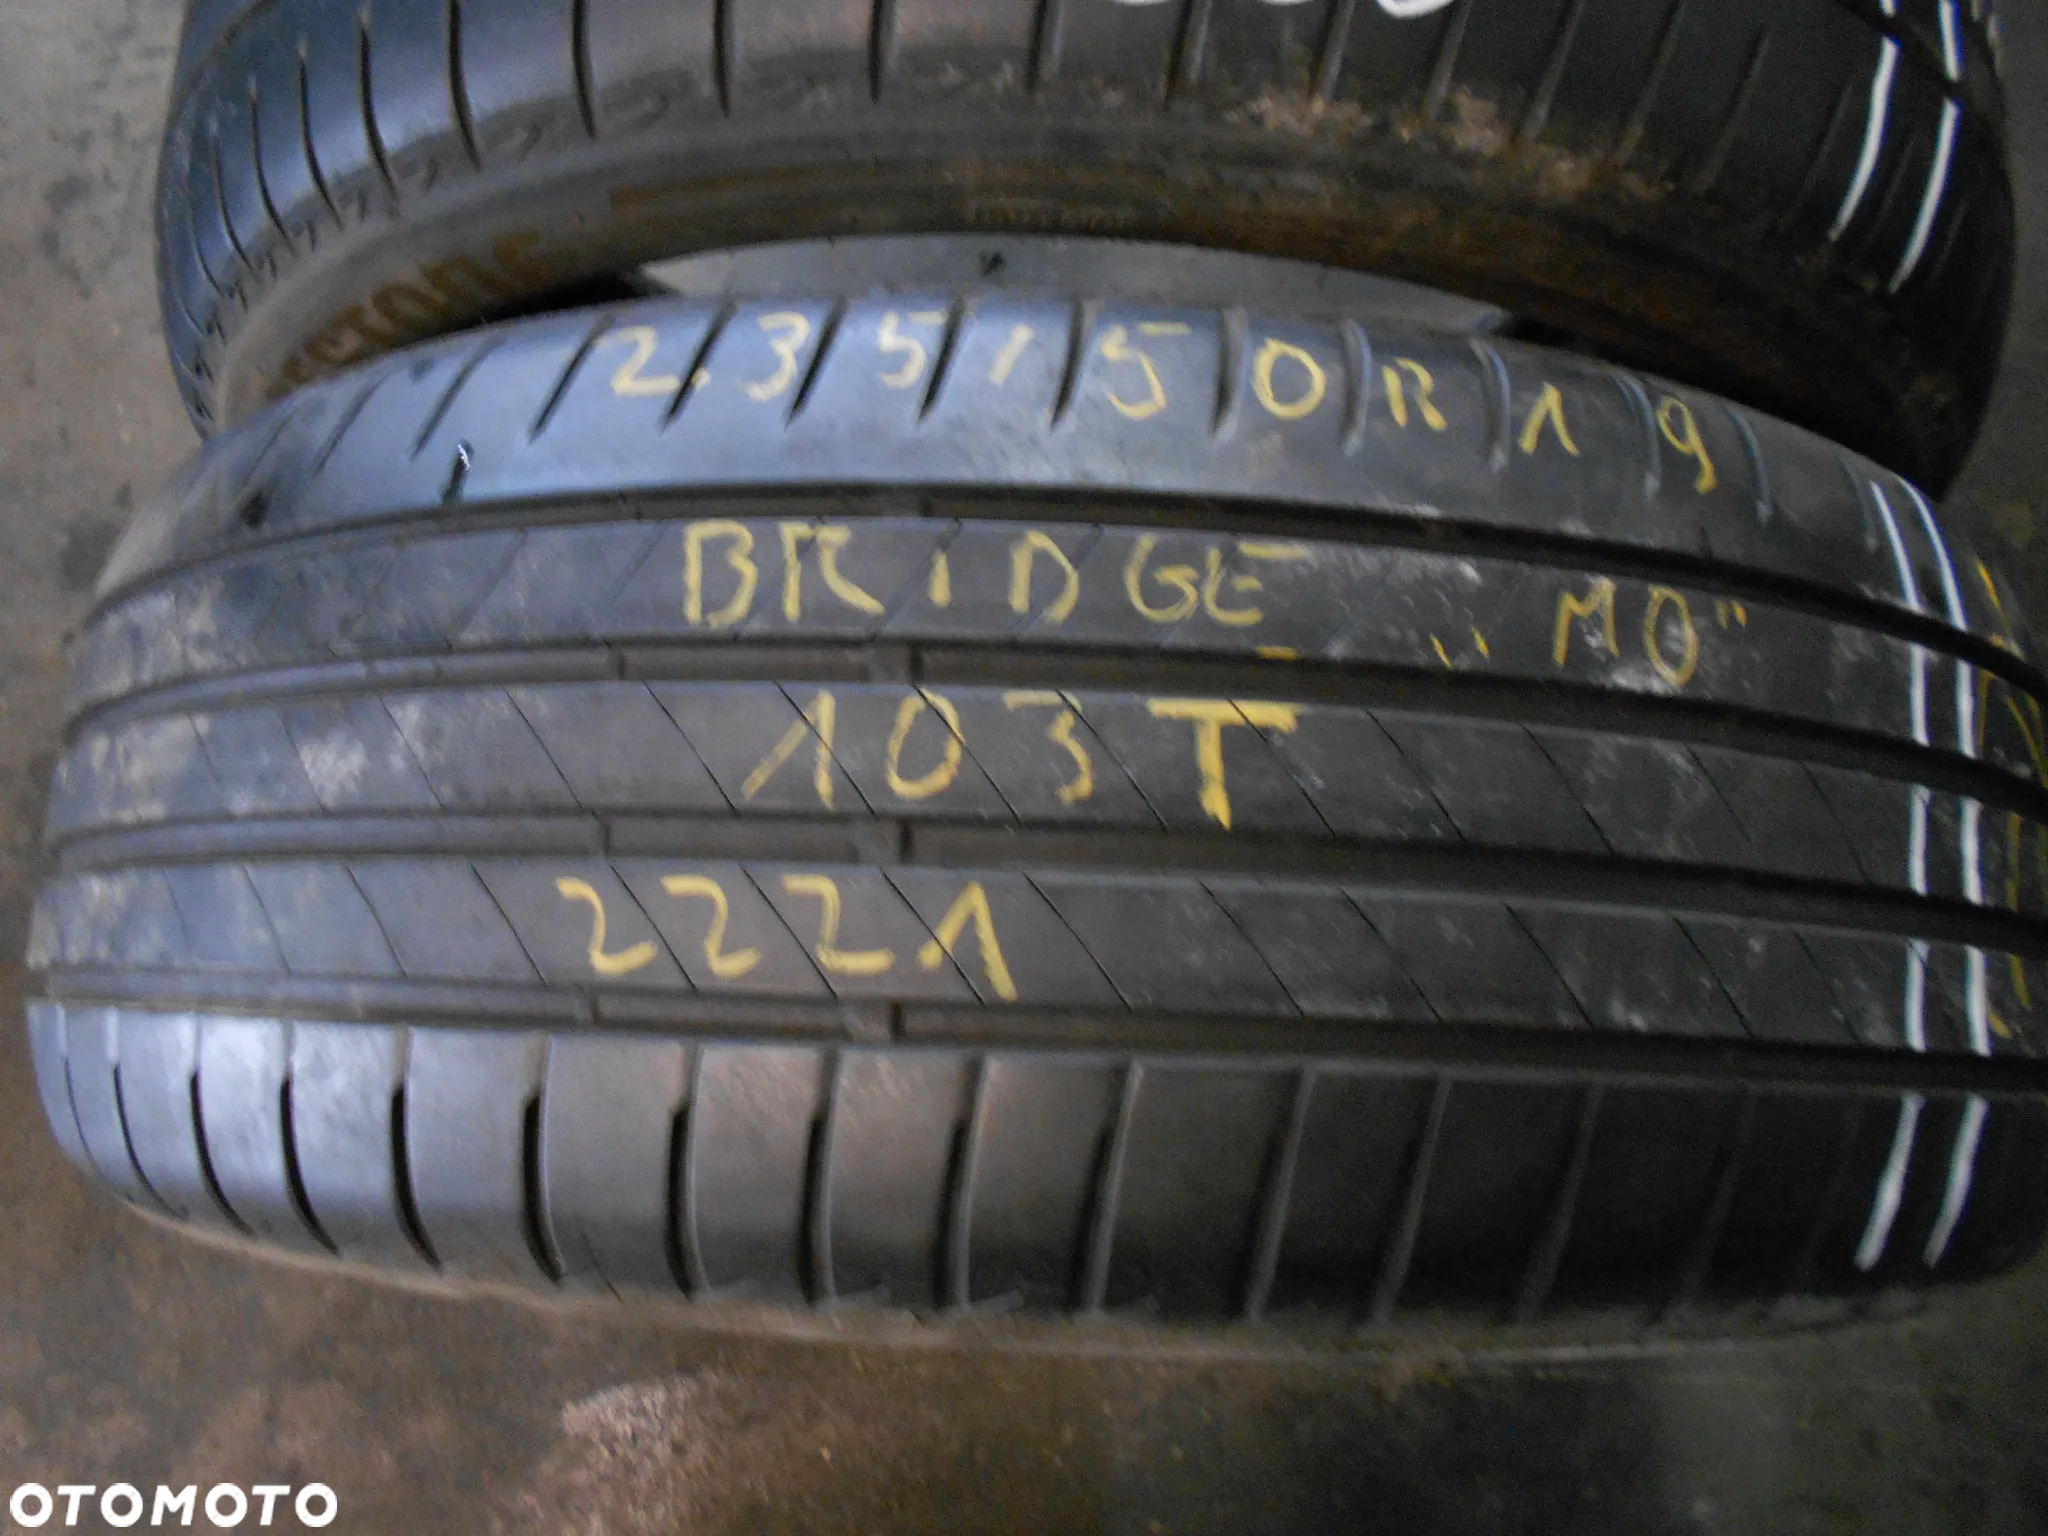 235/50R19
BRIDGE „MO"
103T
2221
OTOMOTO